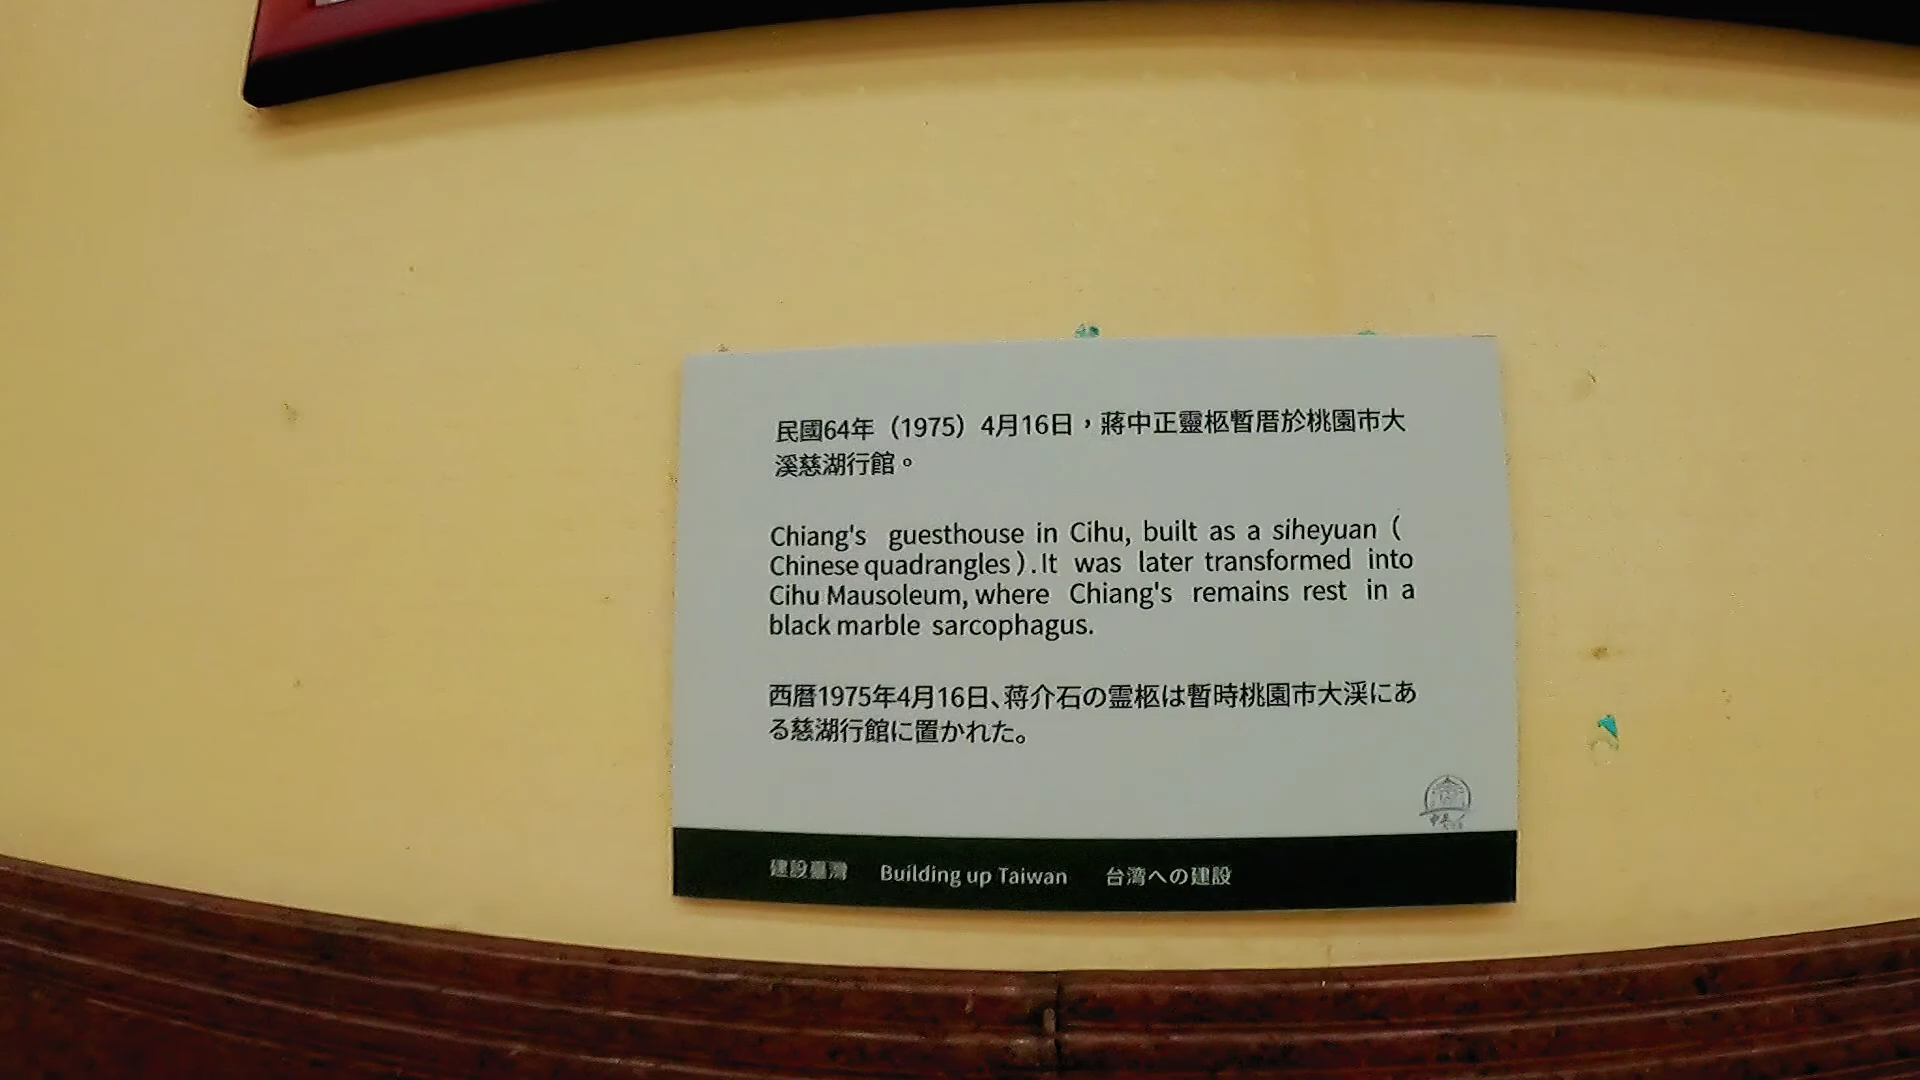 民國64年（1975）4月16日，蔣中正靈柩暫厝於桃園市大
溪慈湖行館。
Chiang's guesthouse in Cihu, built as a siheyuan (
Chinese quadrangles).It was later transformed into
Cihu Mausoleum, where Chiang's remains rest in a
black marble sarcophagus.
西暦1975年4月16日、蒋介石の霊柩は暫時桃園市大渓にあ
る慈湖行館に置かれた。
建設臺灣 Building up Taiwan 台湾への建設